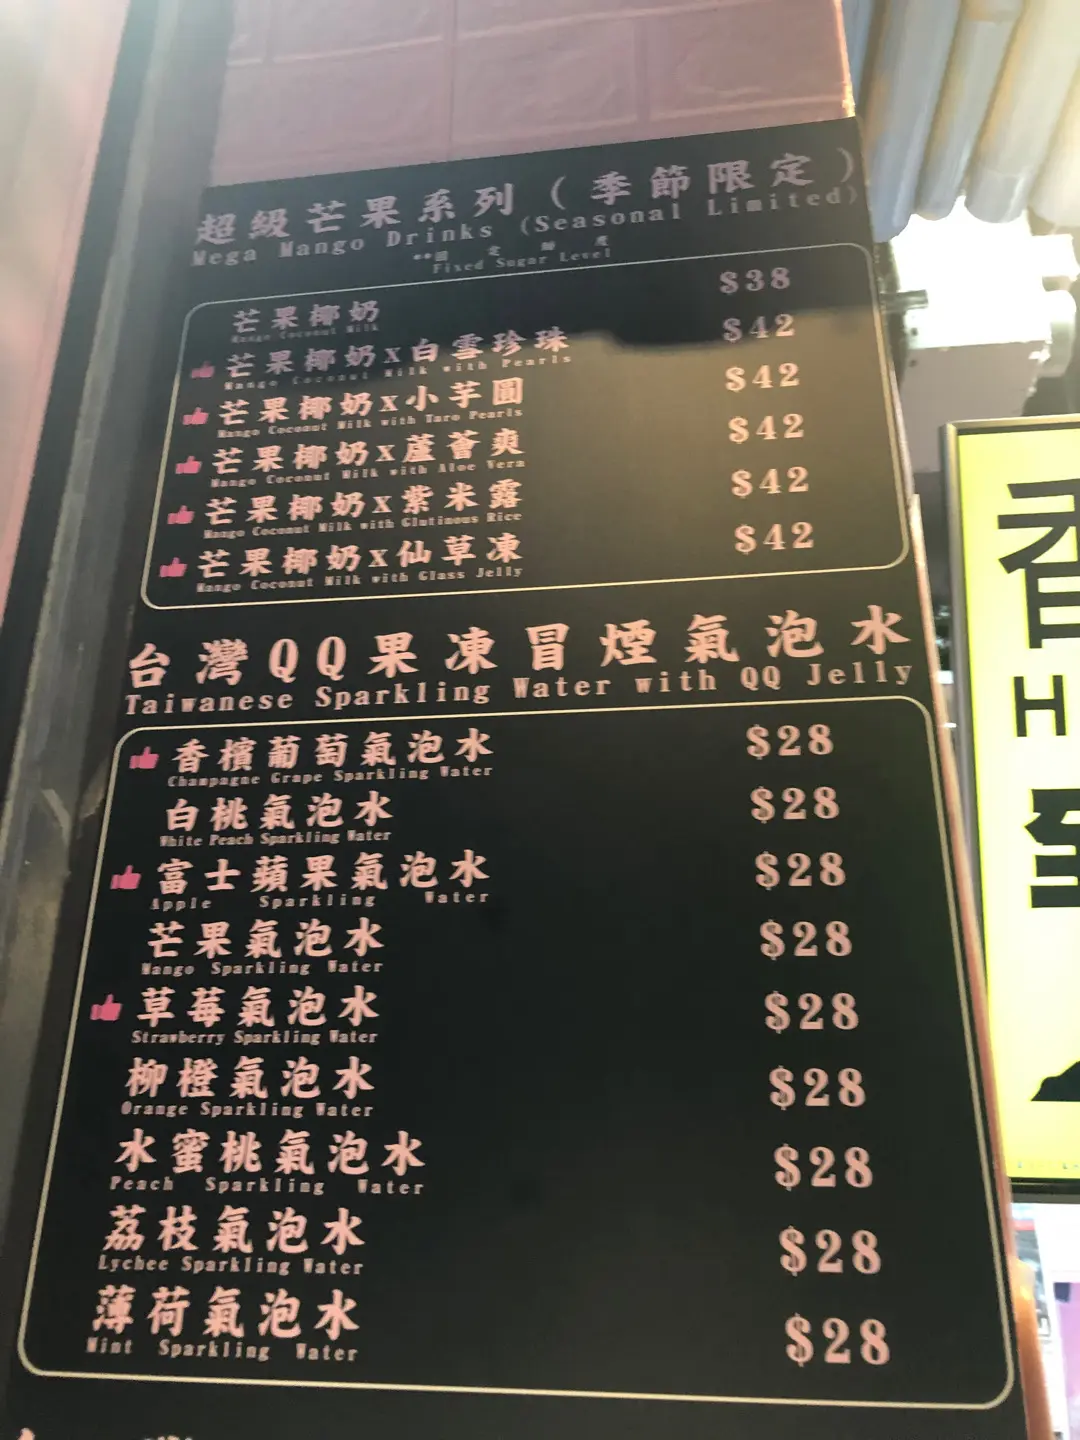 超級芒果系列（季節限定）
Mega Mango Drinks (Seasonal Limited)
**固定甜度
Fixed Sugar Level
芒果椰奶 $38
Mango Coconut Milk
芒果椰奶x白雪珍珠 $42
Mango Coconut Milk with Pearls
芒果椰奶x小芋圓 $42
Mango Coconut Milk with Taro Pearls
芒果椰奶x蘆薈爽 $42
Mango Coconut Milk with Aloe Vera
芒果椰奶x紫米露 $42
Mango Coconut Milk with Glutinous Rice
芒果椰奶x仙草凍 $42
Mango Coconut Milk with Glass Jelly
台灣QQ果凍冒煙氣泡水
Taiwanese Sparkling Water with QQ Jelly
香檳葡萄氣泡水 $28
Champagne Grape Sparkling Water
白桃氣泡水 $28
White Peach Sparkling Water
富士蘋果氣泡水 $28
Apple Sparkling Water
芒果氣泡水 $28
Mango Sparkling Water
草莓氣泡水 $28
Strawberry Sparkling Water
柳橙氣泡水 $28
Orange Sparkling Water
水蜜桃氣泡水 $28
Peach Sparkling Water
荔枝氣泡水 $28
Lychee Sparkling Water
薄荷氣泡水 $28
Mint Sparkling Water
香
H